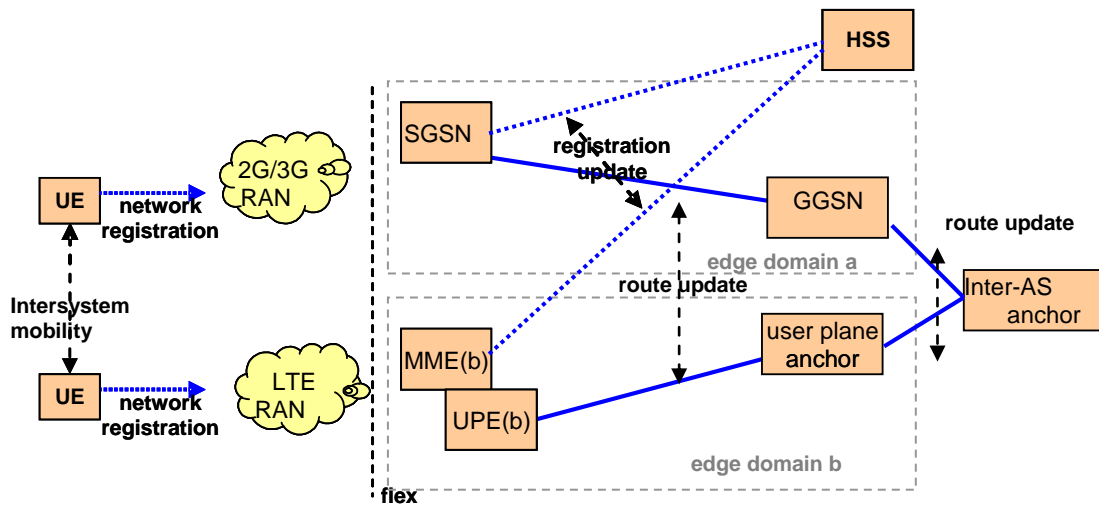 HSS
SGSN
registration
update
2G/3G
RAN
UE
network
registration
GGSN
route update
edge domain a
route update
Intersystem
mobility
Inter-AS
anchor
user plane
anchor
MME(b)
LTE
RAN
UE
network
registration
UPE(b)
edge domain b
flex